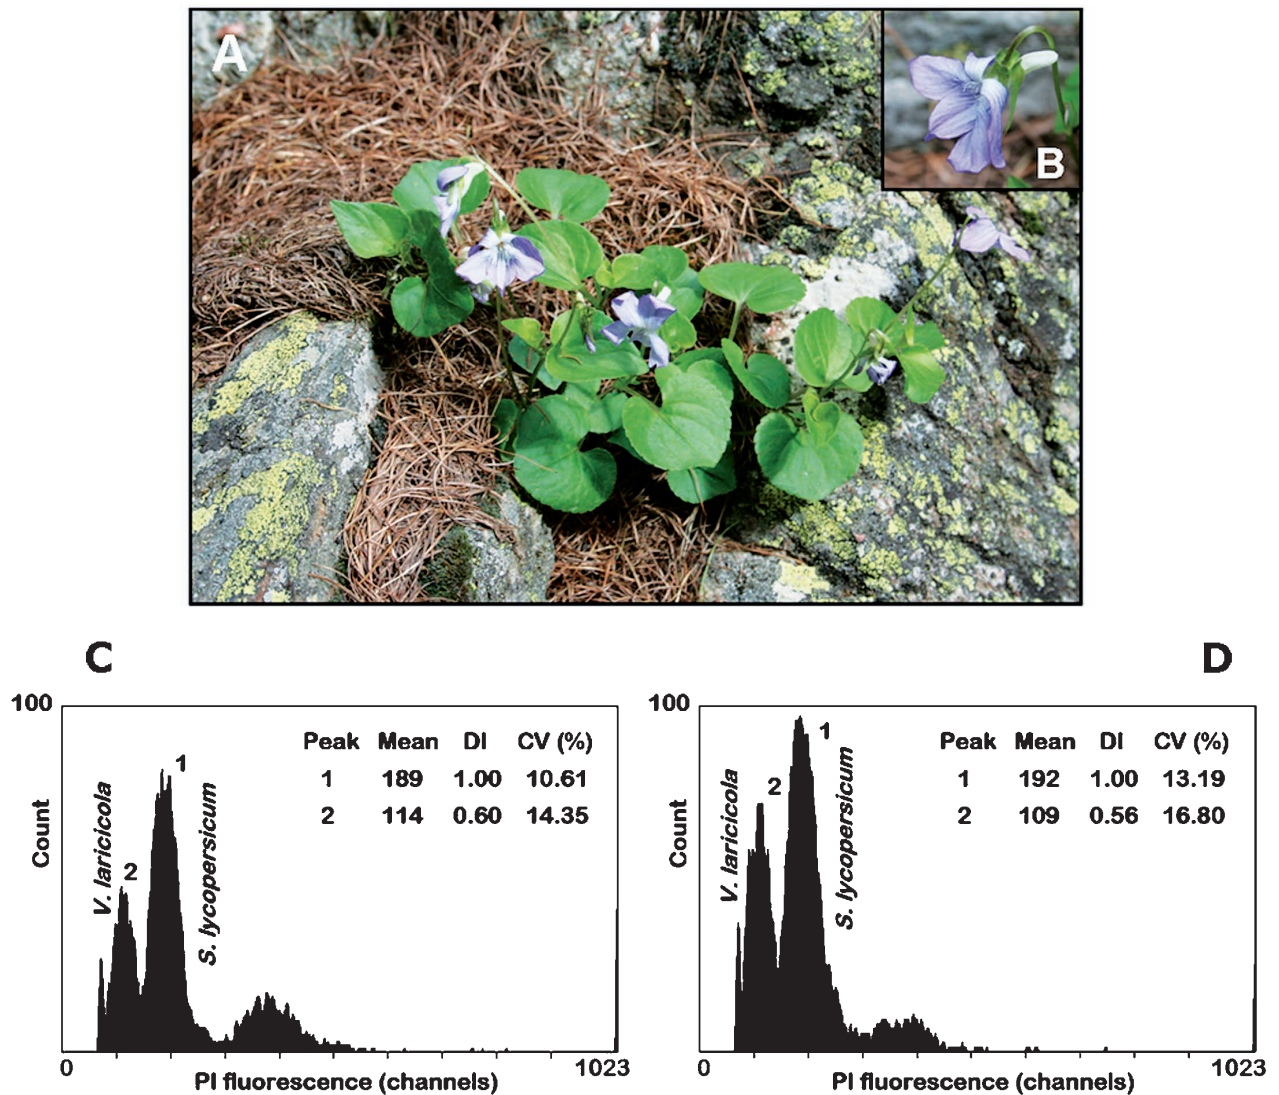 A
B
C
100
Peak Mean DI CV (%)
1 189 1.00 10.61
2 114 0.60 14.35
1
2
V. laricicola
S. lycopersicum
Count
0
1023
PI fluorescence (channels)
D
100
Peak Mean DI CV (%)
1 192 1.00 13.19
2 109 0.56 16.80
1
2
V. laricicola
S. lycopersicum
Count
0
1023
PI fluorescence (channels)